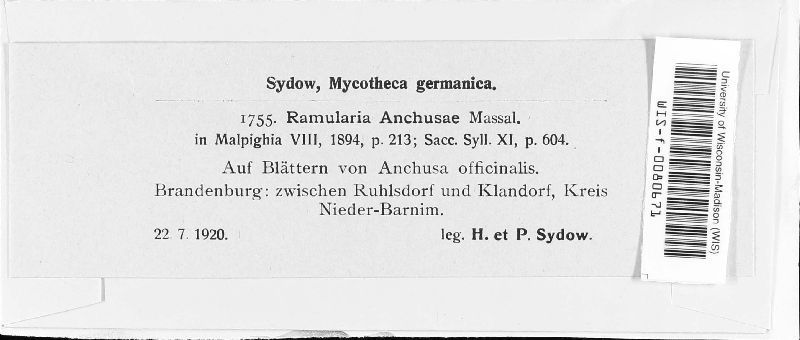 Sydow, Mycotheca germanica.
1755. Ramularia Anchusae Massal.
in Malpighia VIII, 1894, p. 213; Sacc. Syll. XI, p. 604.
Auf Blättern von Anchusa officinalis.
Brandenburg: zwischen Ruhlsdorf und Klandorf, Kreis
Nieder-Barnim.
22 7. 1920. leg. H. et P. Sydow.
University of Wisconsin-Madison (WIS)
WIS-f-0080671